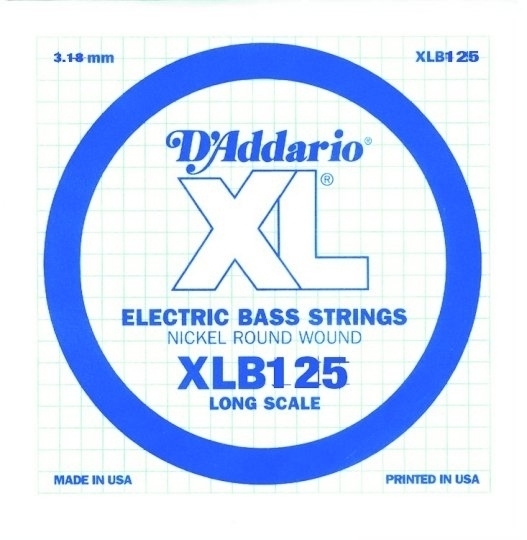 3.18 mm
XLB125
D'Addario®
XL®
ELECTRIC BASS STRINGS
NICKEL ROUND WOUND
XLB125
LONG SCALE
MADE IN USA
PRINTED IN USA